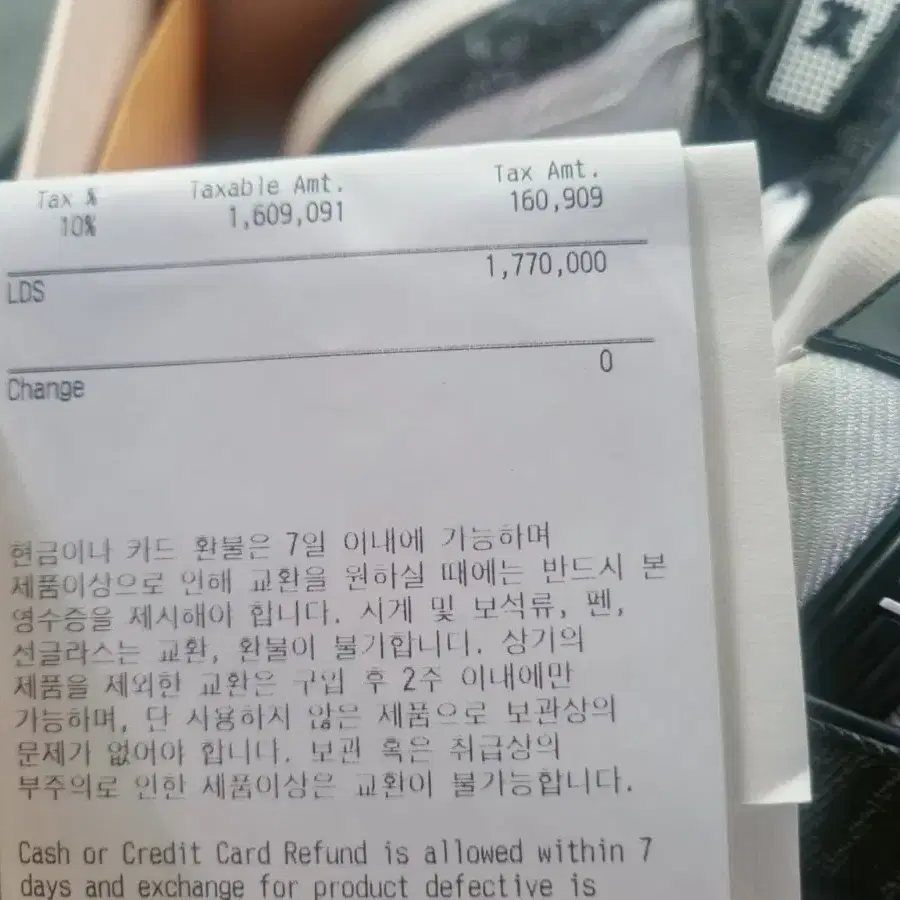 Tax % Taxable Amt. Tax Amt.
10% 1,609,091 160,909
1,770,000
LDS
0
Change
현금이나 카드 환불은 7일 이내에 가능하며
제품이상으로 인해 교환을 원하실 때에는 반드시 본
영수증을 제시해야 합니다. 시계 및 보석류, 펜,
선글라스는 교환, 환불이 불가합니다. 상기의
제품을 제외한 교환은 구입 후 2주 이내에만
가능하며, 단 사용하지 않은 제품으로 보관상의
문제가 없어야 합니다. 보관 혹은 취급상의
부주의로 인한 제품이상은 교환이 불가능합니다.
Cash or Credit Card Refund is allowed within 7
days and exchange for product defective is